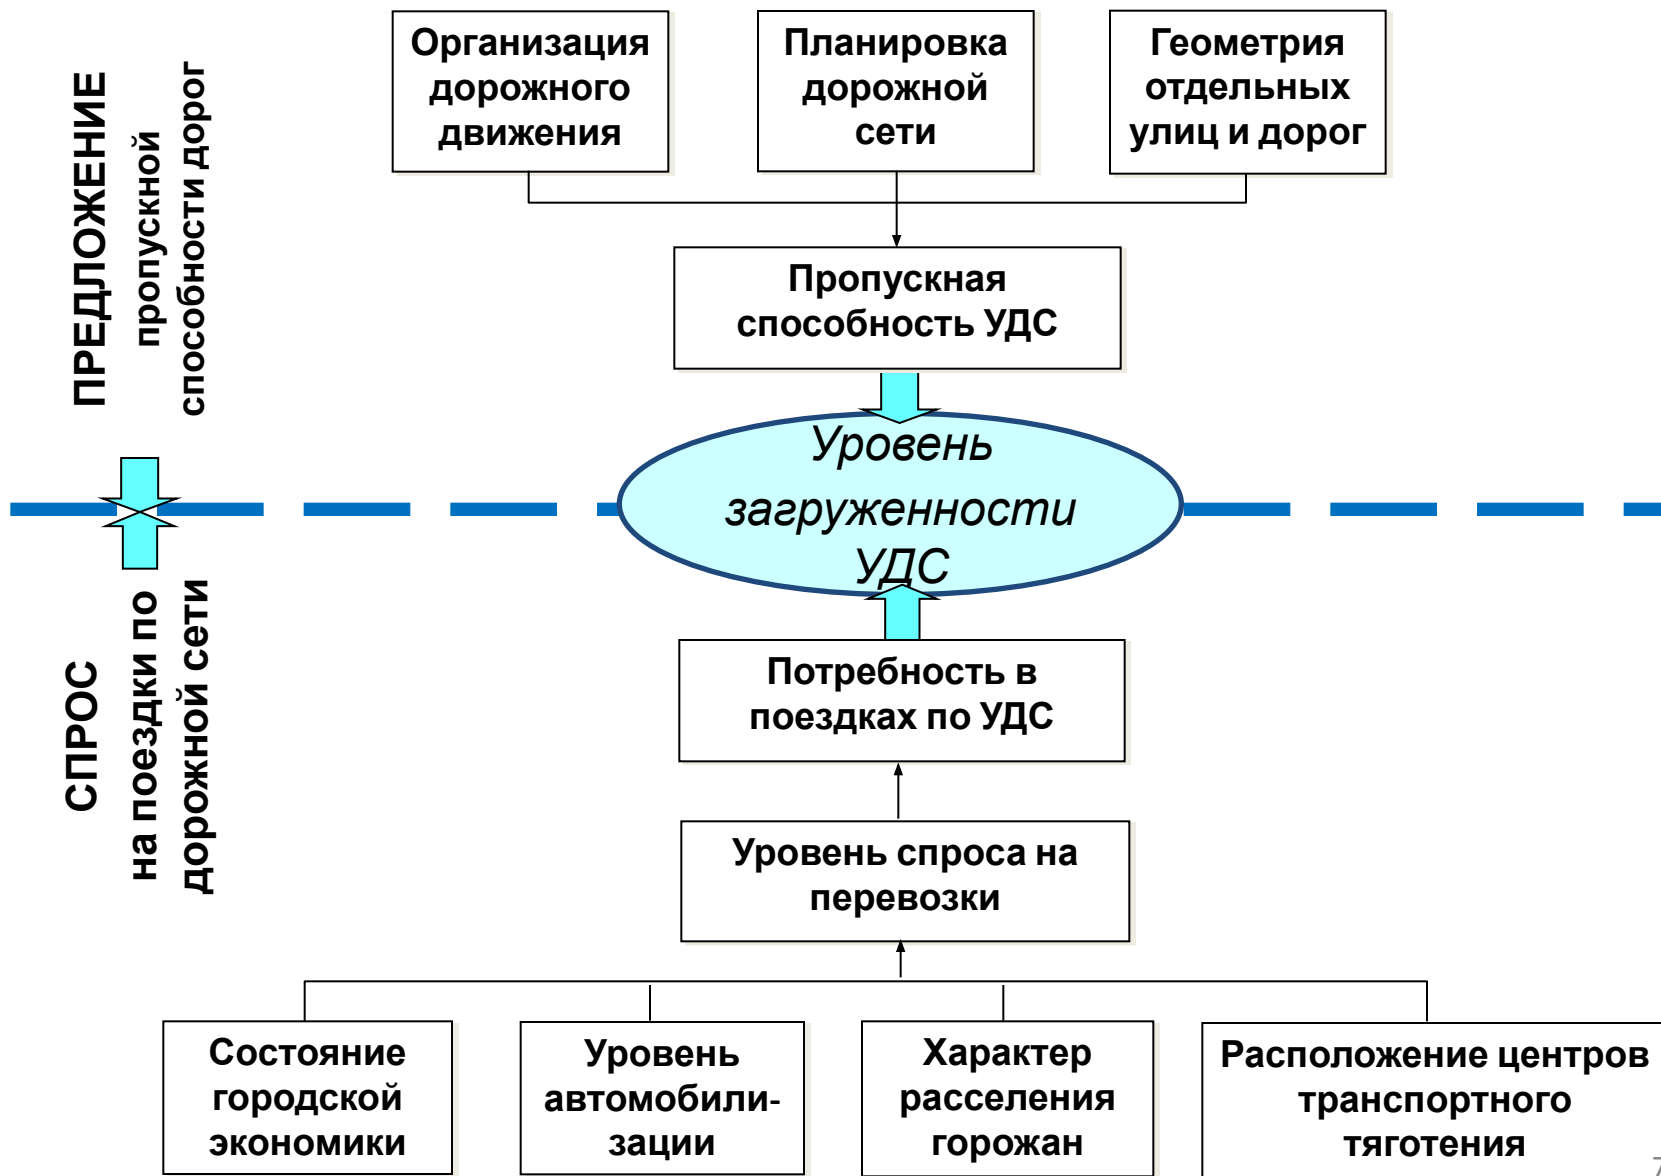 Организация
дорожного
движения
Планировка
дорожной
сети
Геометрия
отдельных
улиц и дорог
ПРЕДЛОЖЕНИЕ
пропускной
способности дорог
Пропускная
способность УДС
Уровень
загруженности
УДС
СПРОС
на поездки по
дорожной сети
Потребность в
поездках по УДС
Уровень спроса на
перевозки
Состояние
городской
экономики
Уровень
автомобили-
зации
Характер
расселения
горожан
Расположение центров
транспортного
тяготения